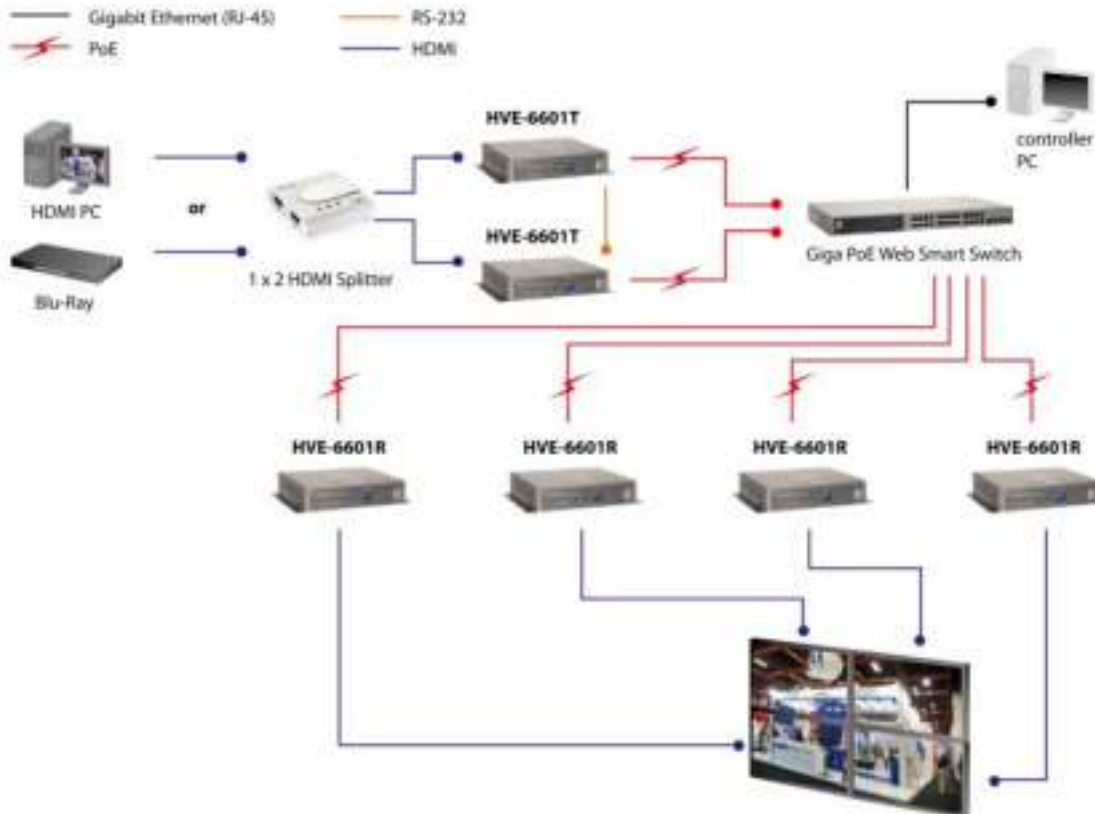 Gigabit Ethernet (RJ-45)
RS-232
PoE
HDMI
HVE-6601T
controller
PC
HDMI PC
or
HVE-6601T
Giga PoE Web Smart Switch
1 x 2 HDMI Splitter
Blu-Ray
HVE-6601R
HVE-6601R
HVE-6601R
HVE-6601R